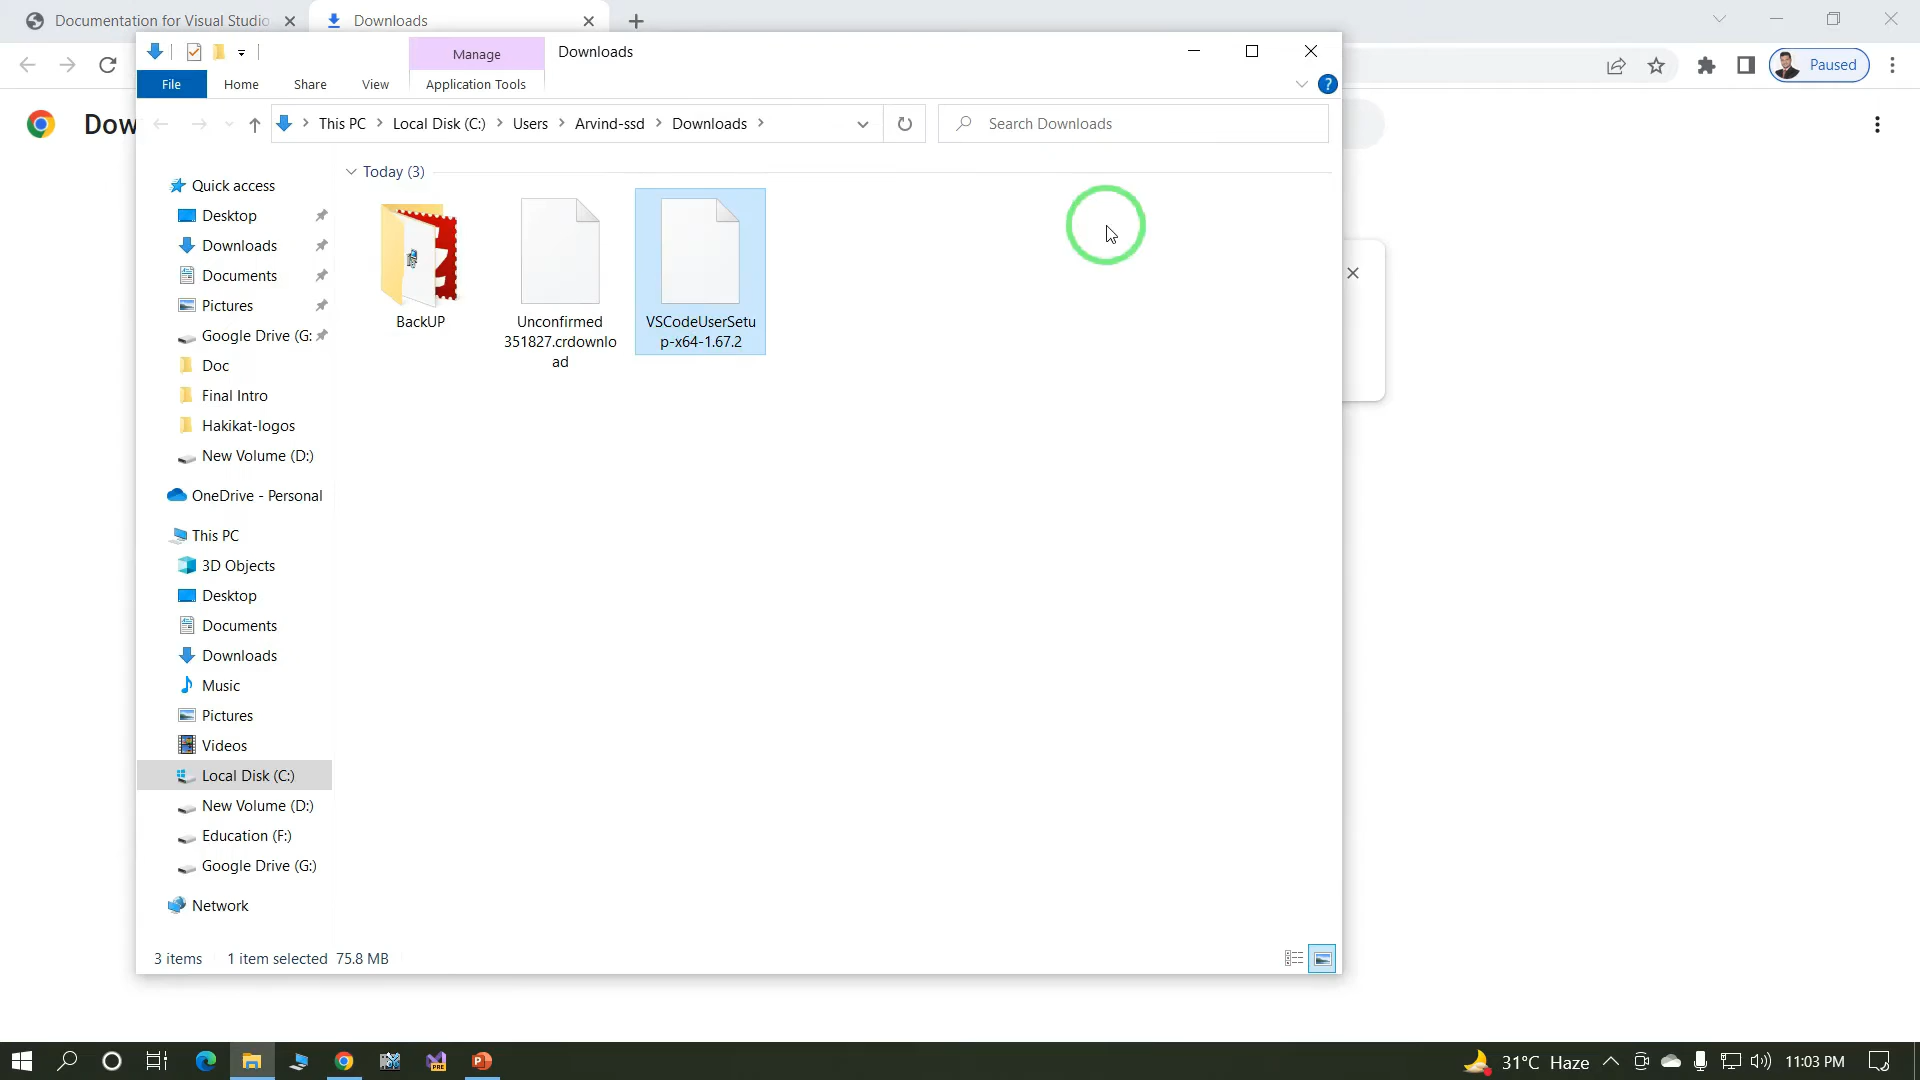 Documentation for Visual Studio
Downloads
Manage
Downloads
Paused
File
Home
Share
View
Application Tools
Dow
This PC
Local Disk (C:)
Users
Arvind-ssd
Downloads
Search Downloads
Today (3)
BackUP
Unconfirmed
351827.crdownlo
ad
VSCodeUserSetu
p-x64-1.67.2
Quick access
Desktop
Downloads
Documents
Pictures
Google Drive (G:
Doc
Final Intro
Hakikat-logos
New Volume (D:)
OneDrive - Personal
This PC
3D Objects
Desktop
Documents
Downloads
Music
Pictures
Videos
Local Disk (C:)
New Volume (D:)
Education (F:)
Google Drive (G:)
Network
3 items
1 item selected 75.8 MB
31°C Haze
11:03 PM